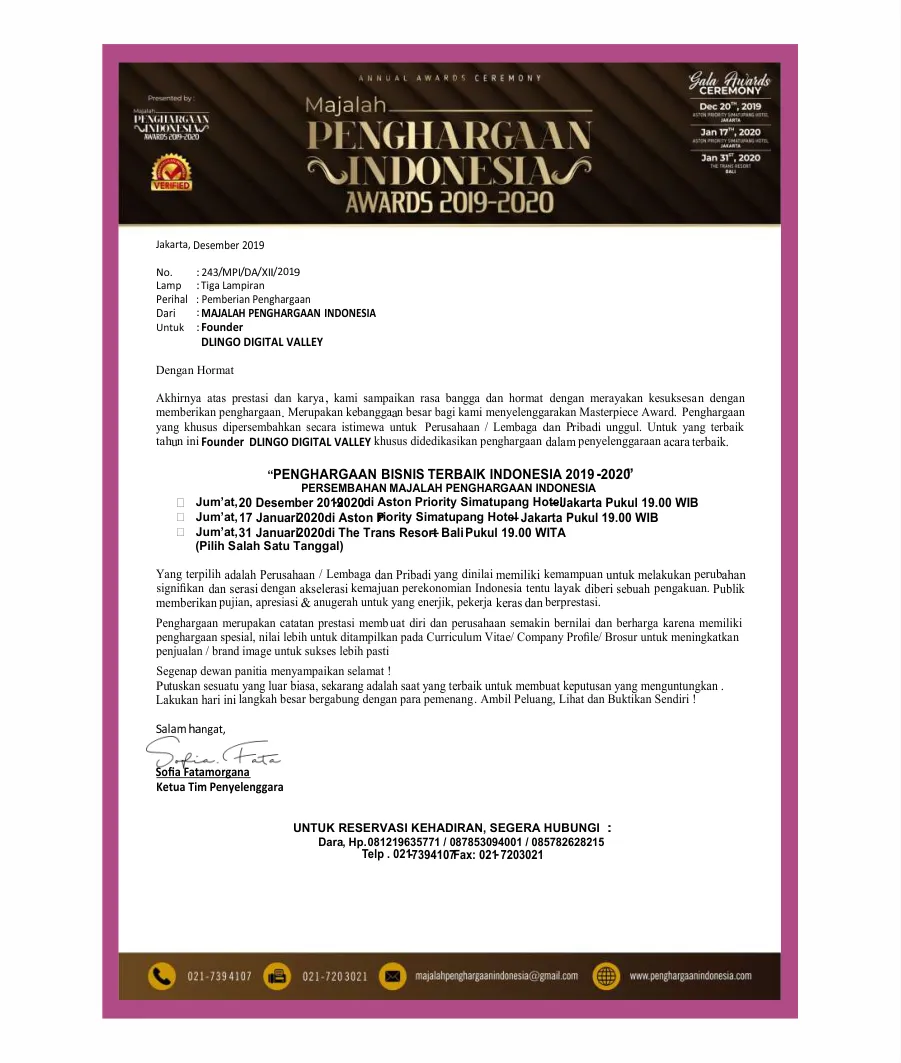 ANNUAL AWARDS CEREMONY
Majalah
PENGHARGAAN
INDONESIA
AWARDS 2019-2020
Presented by :
Majalah
PENGHARGAAN
INDONESIA
AWARDS 2019-2020
VERIFIED
Gala Awards
CEREMONY
Dec 20TH, 2019
ASTON PRIORITY SIMATUPANG HOTEL
JAKARTA
Jan 17TH, 2020
ASTON PRIORITY SIMATUPANG HOTEL
JAKARTA
Jan 31ST, 2020
THE TRANS RESORT
BALI
Jakarta, Desember 2019
No. : 243/MPI/DA/XII/2019
Lamp : Tiga Lampiran
Perihal : Pemberian Penghargaan
Dari : MAJALAH PENGHARGAAN INDONESIA
Untuk : Founder
DLINGO DIGITAL VALLEY
Dengan Hormat
Akhirnya atas prestasi dan karya, kami sampaikan rasa bangga dan hormat dengan merayakan kesuksesan dengan
memberikan penghargaan. Merupakan kebanggaan besar bagi kami menyelenggarakan Masterpiece Award. Penghargaan
yang khusus dipersembahkan secara istimewa untuk Perusahaan / Lembaga dan Pribadi unggul. Untuk yang terbaik
tahun ini Founder DLINGO DIGITAL VALLEY khusus didedikasikan penghargaan dalam penyelenggaraan acara terbaik.
“PENGHARGAAN BISNIS TERBAIK INDONESIA 2019-2020”
PERSEMBAHAN MAJALAH PENGHARGAAN INDONESIA
Jum’at, 20 Desember 2019-2020 di Aston Priority Simatupang Hotel – Jakarta Pukul 19.00 WIB
Jum’at, 17 Januari 2020 di Aston Priority Simatupang Hotel – Jakarta Pukul 19.00 WIB
Jum’at, 31 Januari 2020 di The Trans Resort – Bali Pukul 19.00 WITA
(Pilih Salah Satu Tanggal)
Yang terpilih adalah Perusahaan / Lembaga dan Pribadi yang dinilai memiliki kemampuan untuk melakukan perubahan
signifikan dan serasi dengan akselerasi kemajuan perekonomian Indonesia tentu layak diberi sebuah pengakuan. Publik
memberikan pujian, apresiasi & anugerah untuk yang enerjik, pekerja keras dan berprestasi.
Penghargaan merupakan catatan prestasi membuat diri dan perusahaan semakin bernilai dan berharga karena memiliki
penghargaan spesial, nilai lebih untuk ditampilkan pada Curriculum Vitae/ Company Profile/ Brosur untuk meningkatkan
penjualan / brand image untuk sukses lebih pasti
Segenap dewan panitia menyampaikan selamat !
Putuskan sesuatu yang luar biasa, sekarang adalah saat yang terbaik untuk membuat keputusan yang menguntungkan .
Lakukan hari ini langkah besar bergabung dengan para pemenang. Ambil Peluang, Lihat dan Buktikan Sendiri !
Salam hangat,
Sofia Fata
Sofia Fatamorgana
Ketua Tim Penyelenggara
UNTUK RESERVASI KEHADIRAN, SEGERA HUBUNGI :
Dara, Hp.081219635771 / 087853094001 / 085782628215
Telp . 021-7394107 Fax: 021-7203021
021-7394107
021-7203021
majalahpenghargaanindonesia@gmail.com
www.penghargaanindonesia.com